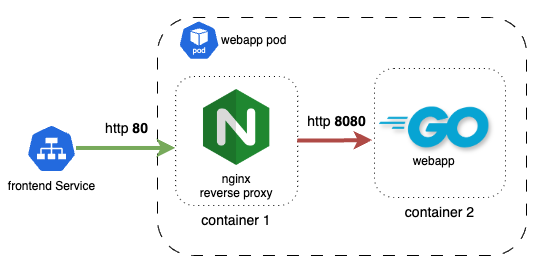 webapp pod
pod
http 80
http 8080
N
GO
webapp
frontend Service
nginx
reverse proxy
container 1
container 2